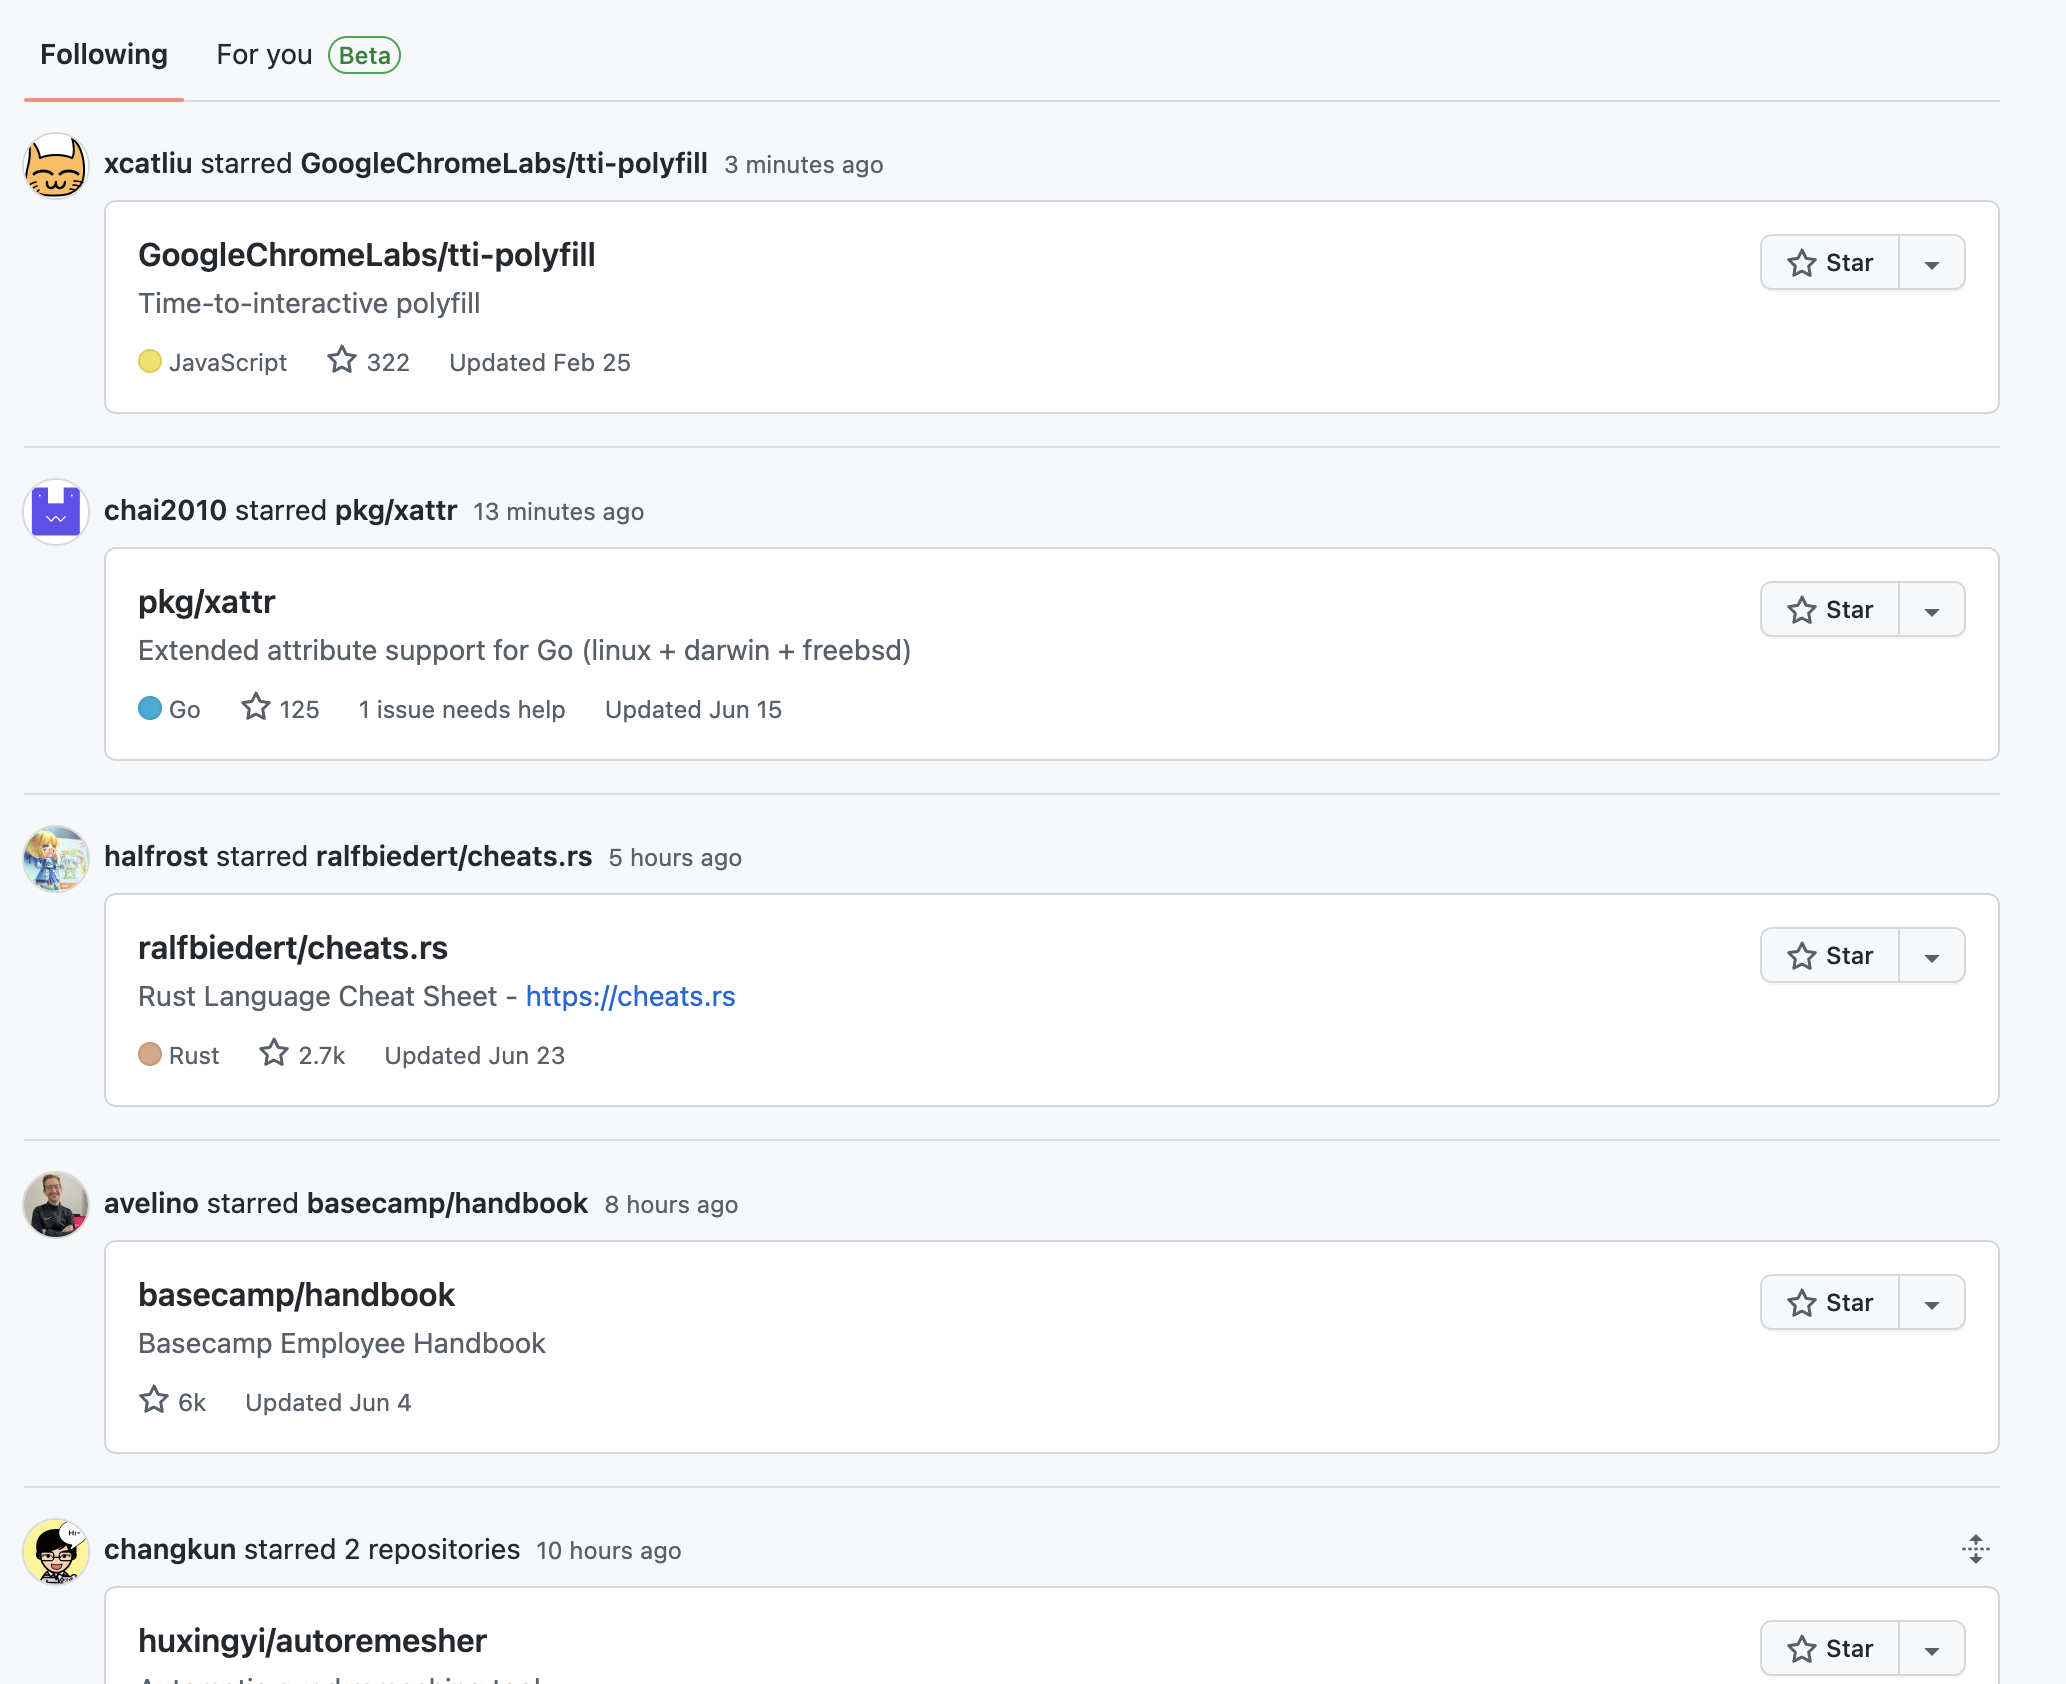 Following For you Beta
xcatliu starred GoogleChromeLabs/tti-polyfill 3 minutes ago
GoogleChromeLabs/tti-polyfill
Star
Time-to-interactive polyfill
JavaScript 322 Updated Feb 25
chai2010 starred pkg/xattr 13 minutes ago
pkg/xattr
Star
Extended attribute support for Go (linux + darwin + freebsd)
Go 125 1 issue needs help Updated Jun 15
halfrost starred ralfbiedert/cheats.rs 5 hours ago
ralfbiedert/cheats.rs
Star
Rust Language Cheat Sheet - https://cheats.rs
Rust 2.7k Updated Jun 23
avelino starred basecamp/handbook 8 hours ago
basecamp/handbook
Star
Basecamp Employee Handbook
6k Updated Jun 4
changkun starred 2 repositories 10 hours ago
huxingyi/autoremesher
Star